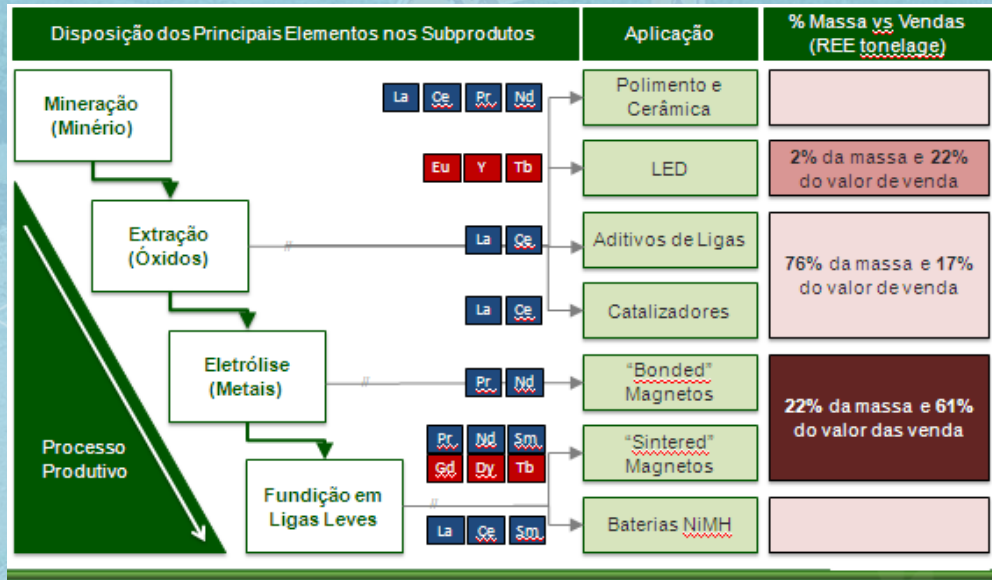 Disposição dos Principais Elementos nos Subprodutos
Aplicação
% Massa vs Vendas
(REE tonelage)
Mineração
(Minério)
La Ce Pr Nd
Polimento e
Cerâmica
Eu Y Tb
LED
2% da massa e 22%
do valor de venda
Extração
(Óxidos)
La Ce
Aditivos de Ligas
76% da massa e 17%
do valor de venda
La Ce
Catalizadores
Eletrólise
(Metais)
Pr Nd
"Bonded"
Magnetos
22% da massa e 61%
do valor das venda
Processo
Produtivo
Fundição em
Ligas Leves
Pr Nd Sm
Gd Dy Tb
"Sintered"
Magnetos
La Ce Sm
Baterias NiMH